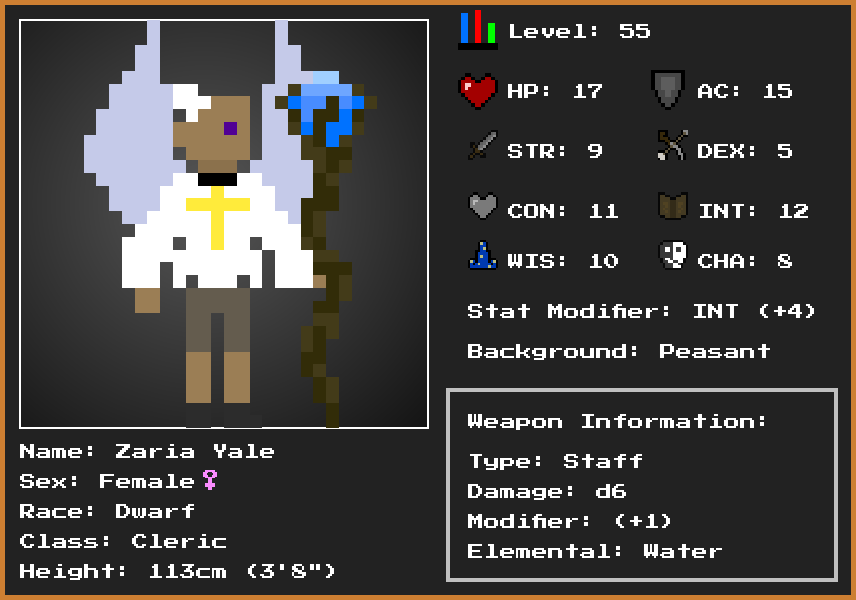 Level: 55
HP: 17
AC: 15
STR: 9
DEX: 5
CON: 11
INT: 12
WIS: 10
CHA: 8
Stat Modifier: INT (+4)
Background: Peasant
Weapon Information:
Type: Staff
Damage: d6
Modifier: (+1)
Elemental: Water
Name: Zaria Yale
Sex: Female♀
Race: Dwarf
Class: Cleric
Height: 113cm (3'8")